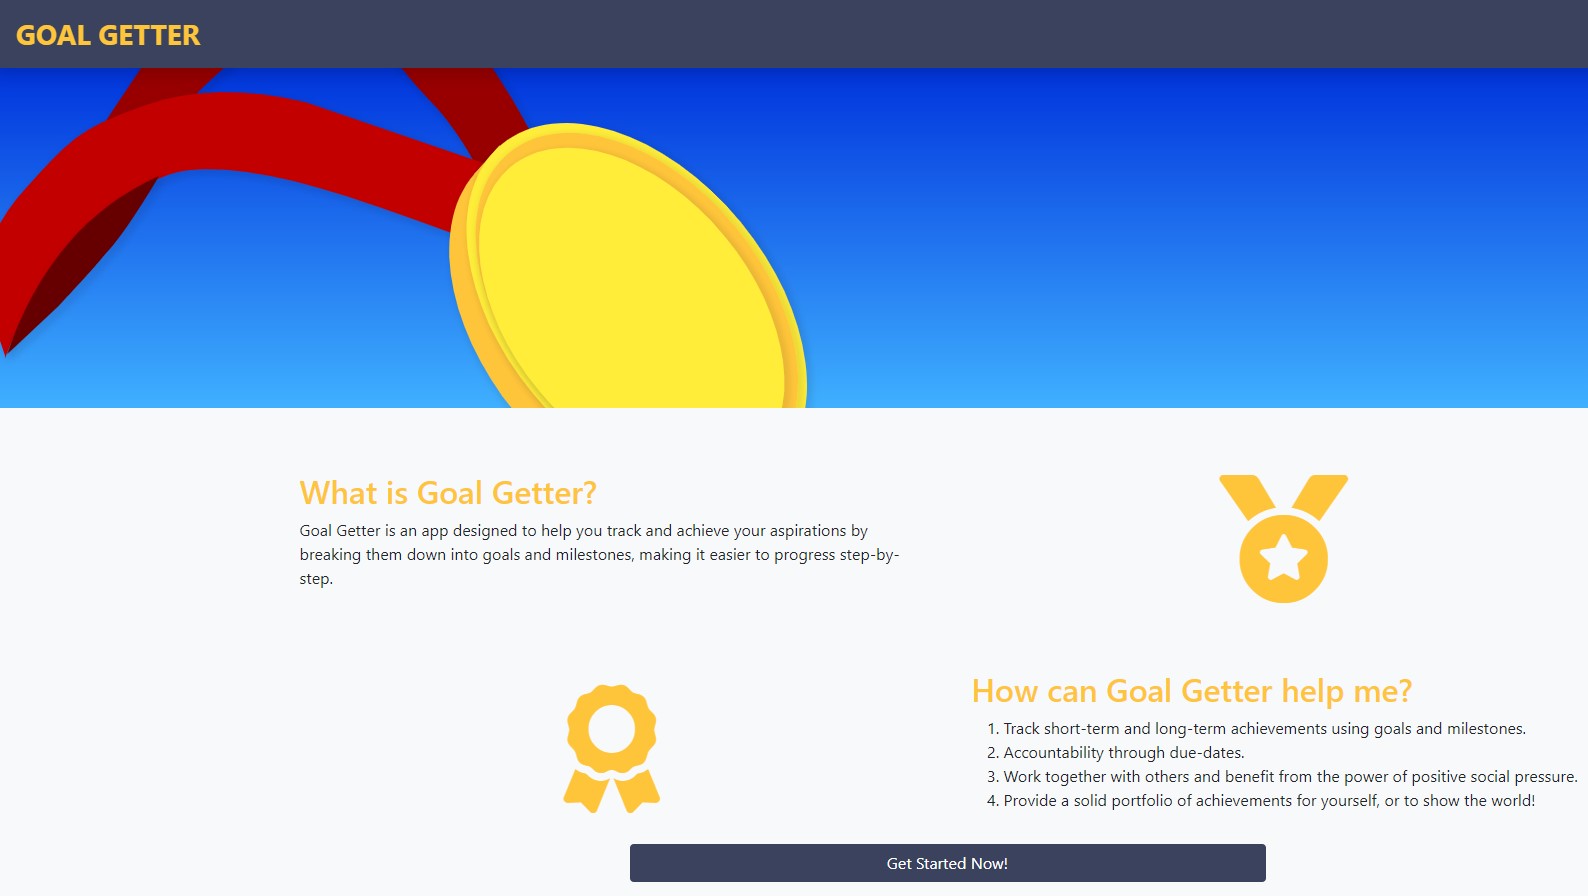 GOAL GETTER
What is Goal Getter?
Goal Getter is an app designed to help you track and achieve your aspirations by
breaking them down into goals and milestones, making it easier to progress step-by-
step.
How can Goal Getter help me?
1. Track short-term and long-term achievements using goals and milestones.
2. Accountability through due-dates.
3. Work together with others and benefit from the power of positive social pressure.
4. Provide a solid portfolio of achievements for yourself, or to show the world!
Get Started Now!